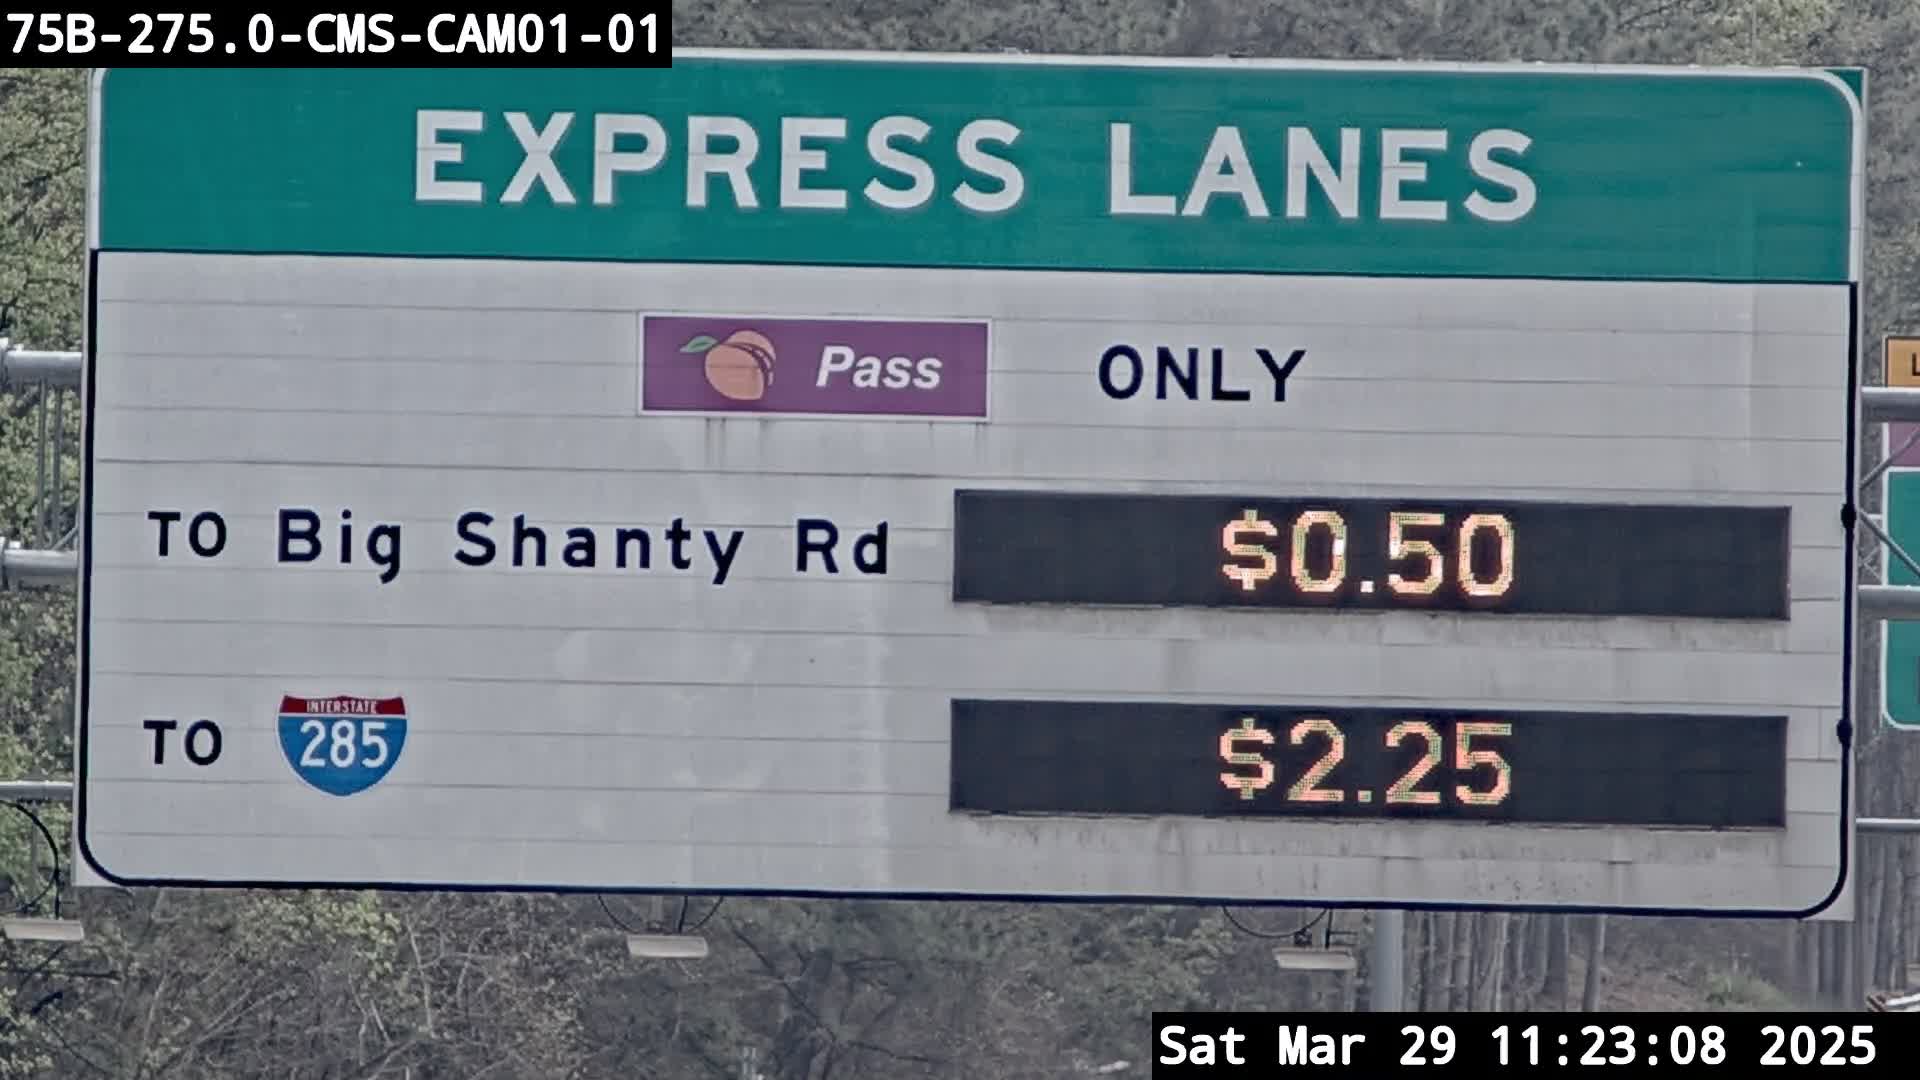 75B-275.0-CMS-CAM01-01
EXPRESS LANES
Pass ONLY
TO Big Shanty Rd $0.50
INTERSTATE
TO 285 $2.25
L
Sat Mar 29 11:23:08 2025